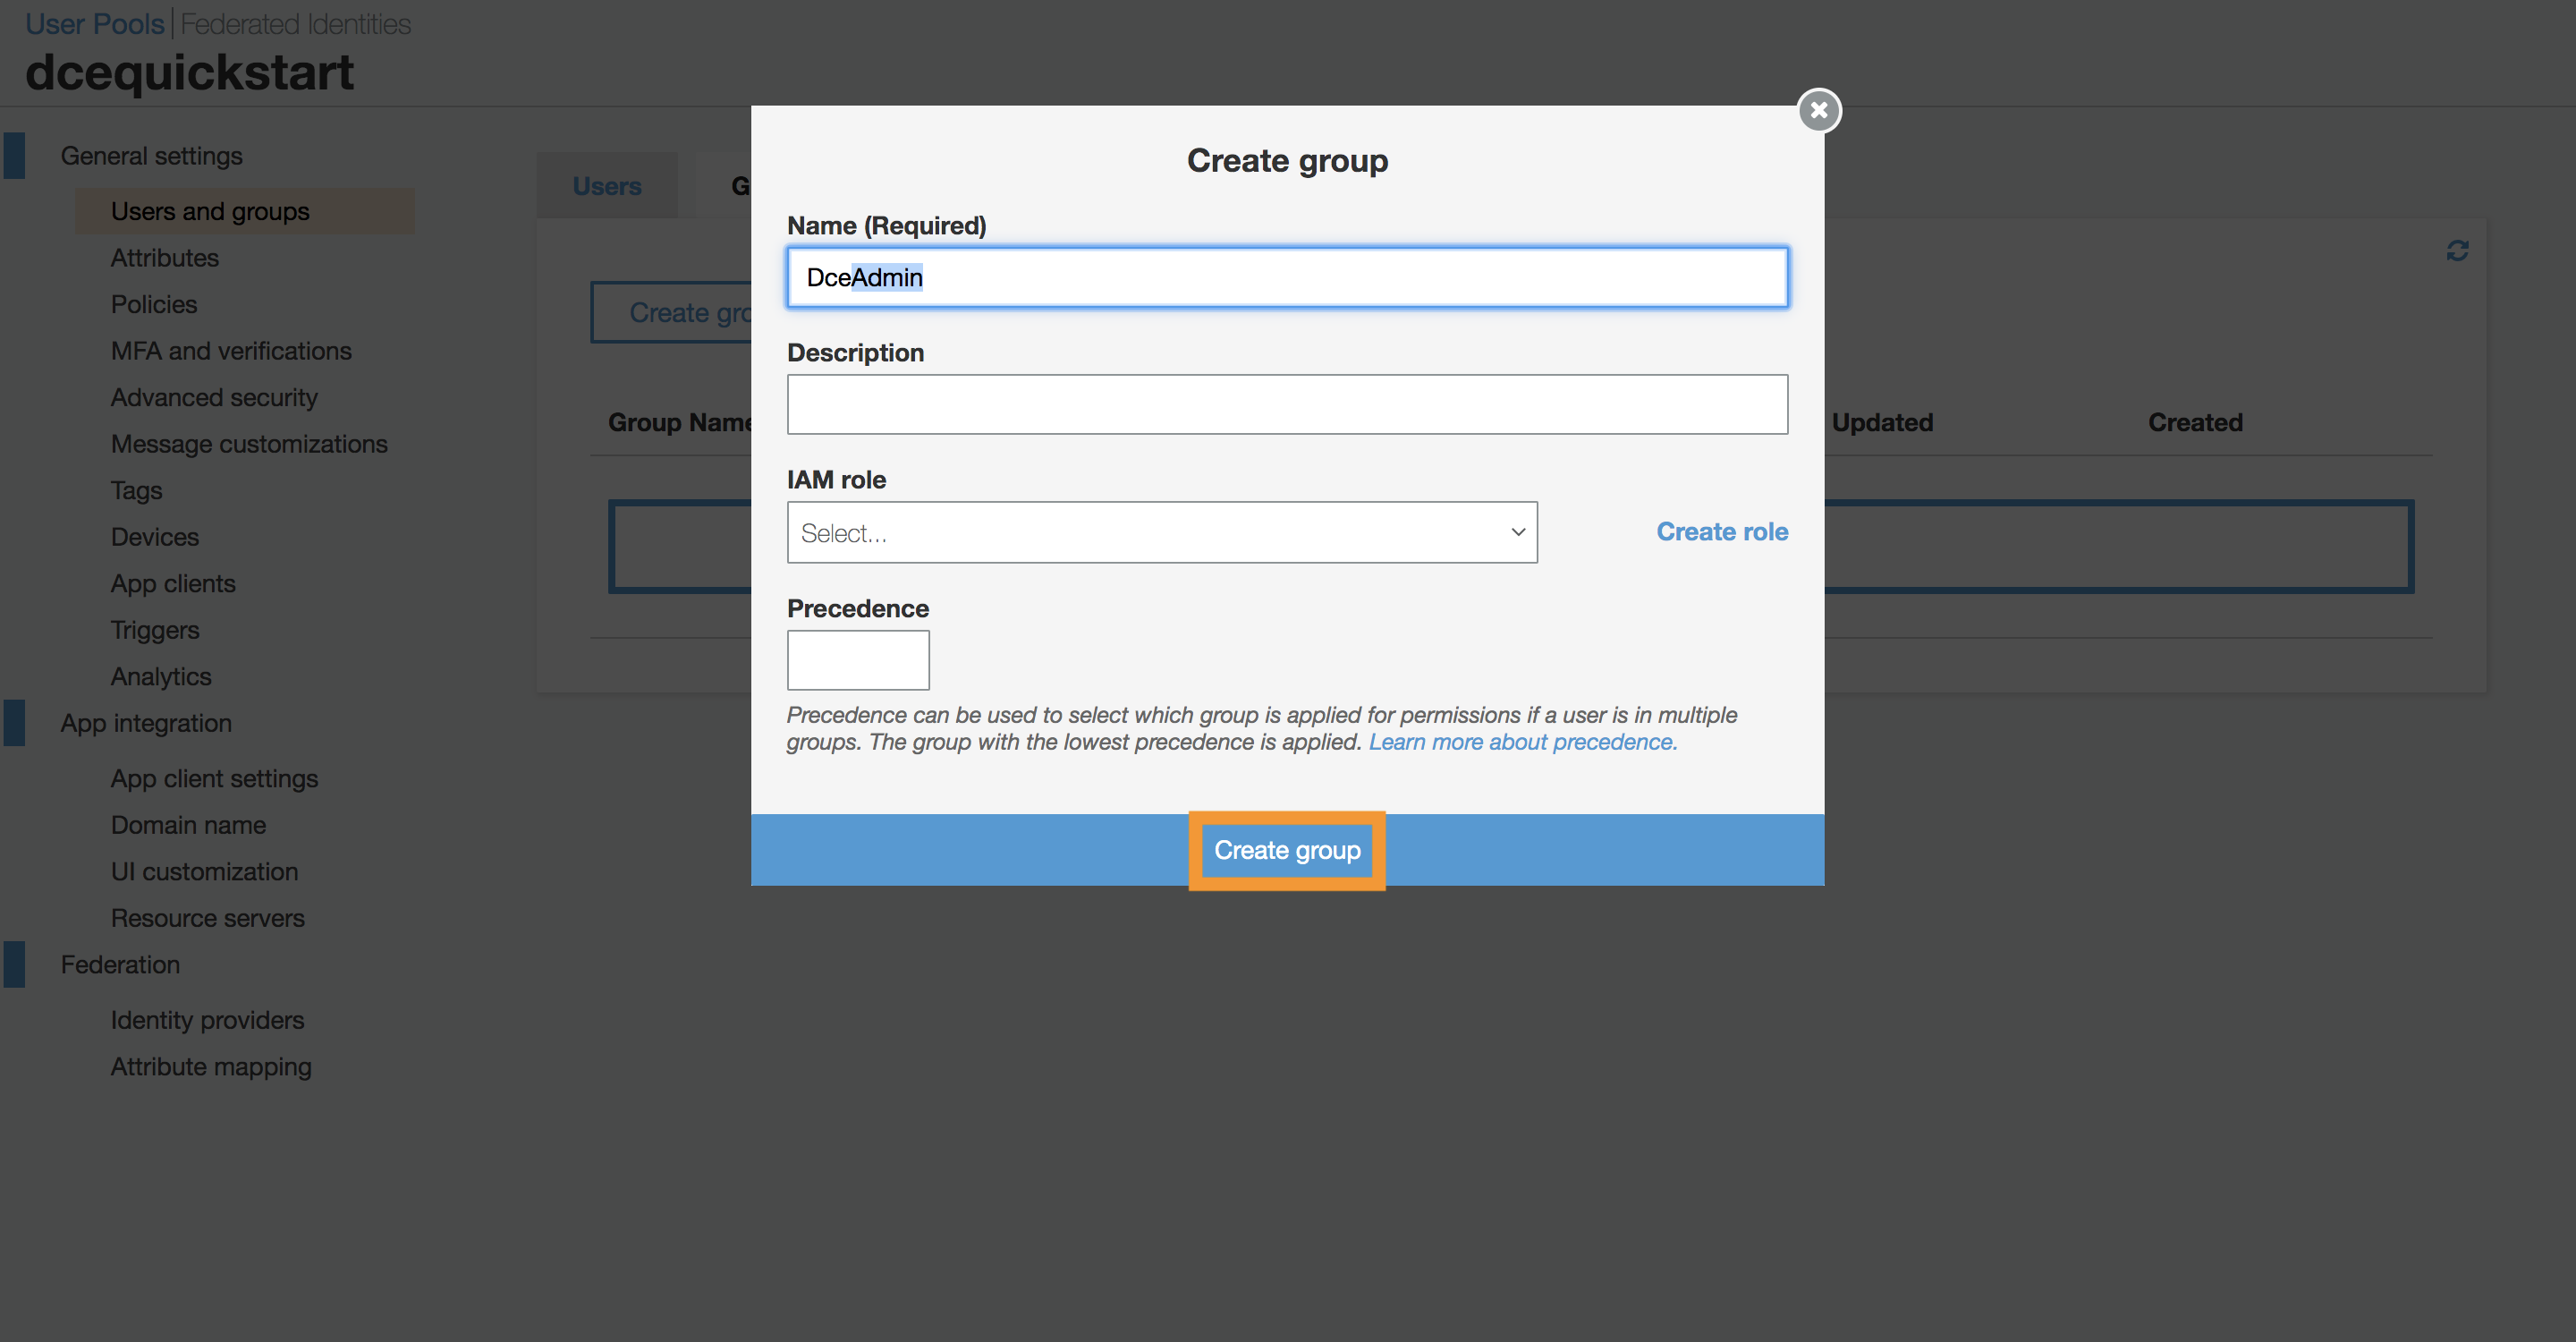 User Pools | Federated Identities
dcequickstart
General settings
Users and groups
Attributes
Policies
MFA and verifications
Advanced security
Message customizations
Tags
Devices
App clients
Triggers
Analytics
App integration
App client settings
Domain name
UI customization
Resource servers
Federation
Identity providers
Attribute mapping
Users G
Create gro
Group Name Updated Created
Create group
Name (Required)
DceAdmin
Description
IAM role
Select...
Create role
Precedence
Precedence can be used to select which group is applied for permissions if a user is in multiple
groups. The group with the lowest precedence is applied. Learn more about precedence.
Create group